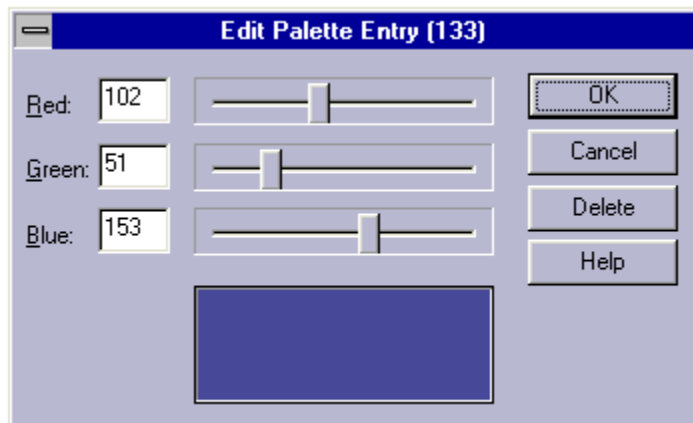 Edit Palette Entry (133)
Red: 102
OK
Green: 51
Cancel
Blue: 153
Delete
Help